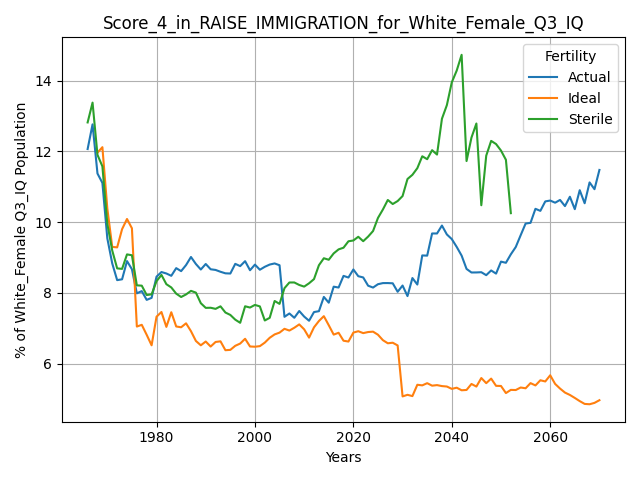 Score_4_in_RAISE_IMMIGRATION_for_White_Female_Q3_IQ
Fertility
Actual
Ideal
Sterile
% of White_Female Q3_IQ Population
14
12
10
8
6
1980
2000
2020
2040
2060
Years